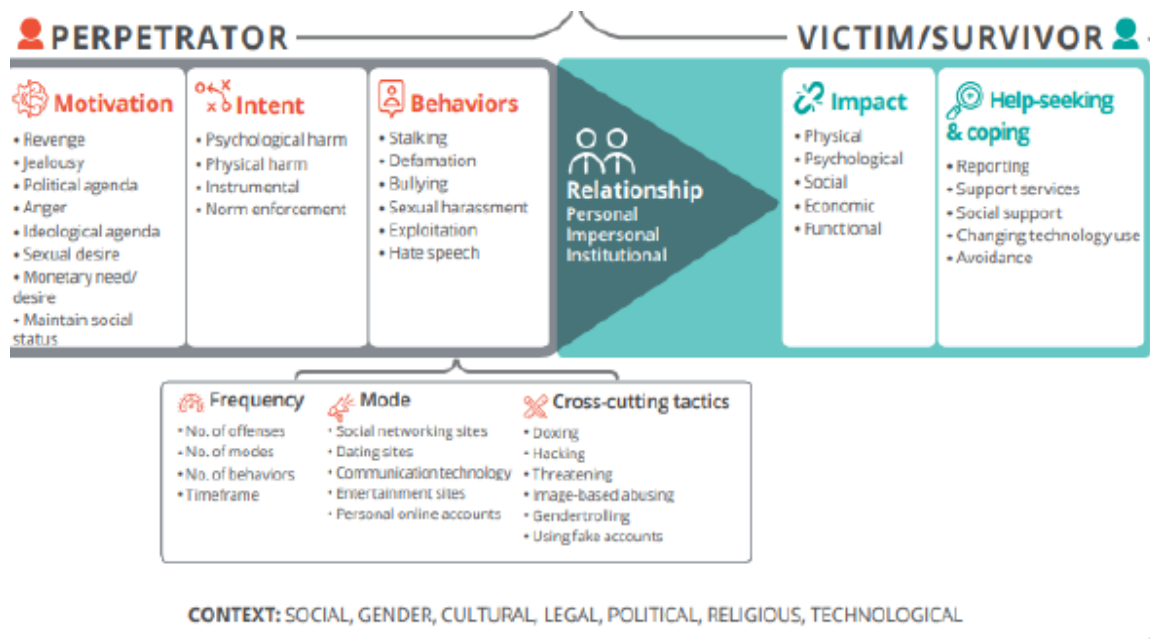 PERPETRATOR
VICTIM/SURVIVOR
Motivation
• Revenge
• Jealousy
• Political agenda
• Anger
• Ideological agenda
• Sexual desire
• Monetary need/
desire
• Maintain social
status
Intent
• Psychological harm
• Physical harm
• Instrumental
• Norm enforcement
Behaviors
• Stalking
• Defamation
• Bullying
• Sexual harassment
• Exploitation
• Hate speech
Relationship
Personal
Impersonal
Institutional
Impact
• Physical
• Psychological
• Social
• Economic
• Functional
Help-seeking
& coping
• Reporting
• Support services
• Social support
• Changing technology use
• Avoidance
Frequency
• No. of offenses
• No. of modes
• No. of behaviors
• Timeframe
Mode
• Social networking sites
• Dating sites
• Communication technology
• Entertainment sites
• Personal online accounts
Cross-cutting tactics
• Doxing
• Hacking
• Threatening
• Image-based abusing
• Gendertrolling
• Using fake accounts
CONTEXT: SOCIAL, GENDER, CULTURAL, LEGAL, POLITICAL, RELIGIOUS, TECHNOLOGICAL